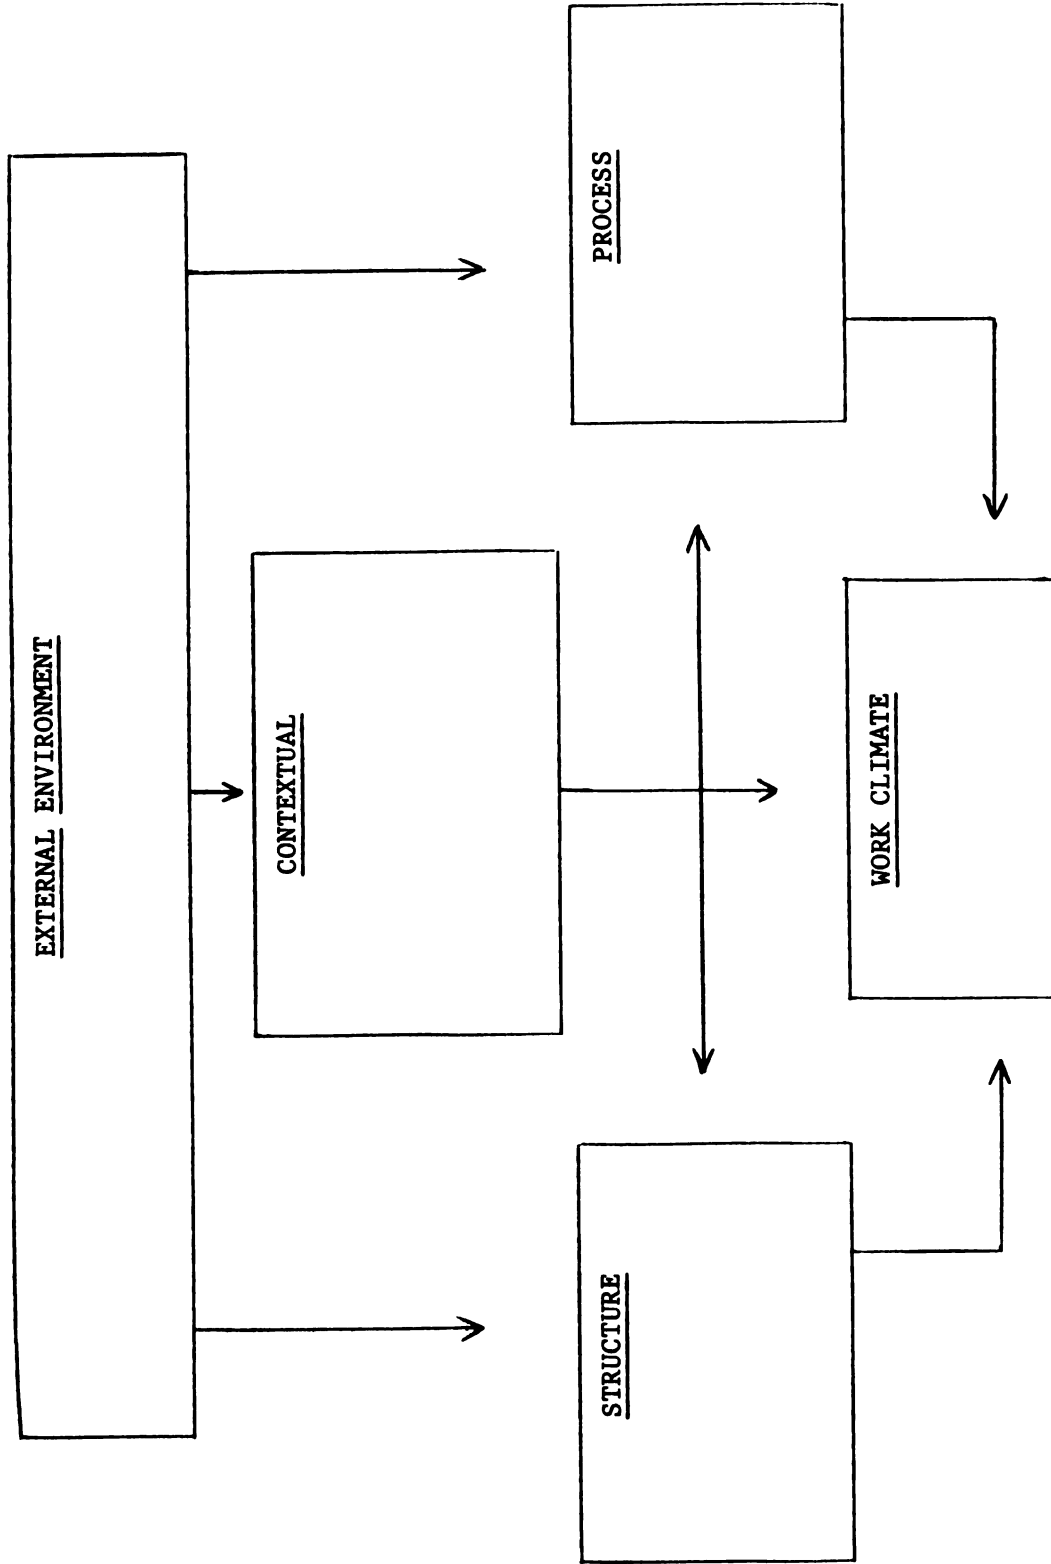 EXTERNAL ENVIRONMENT
CONTEXTUAL
STRUCTURE
PROCESS
WORK CLIMATE